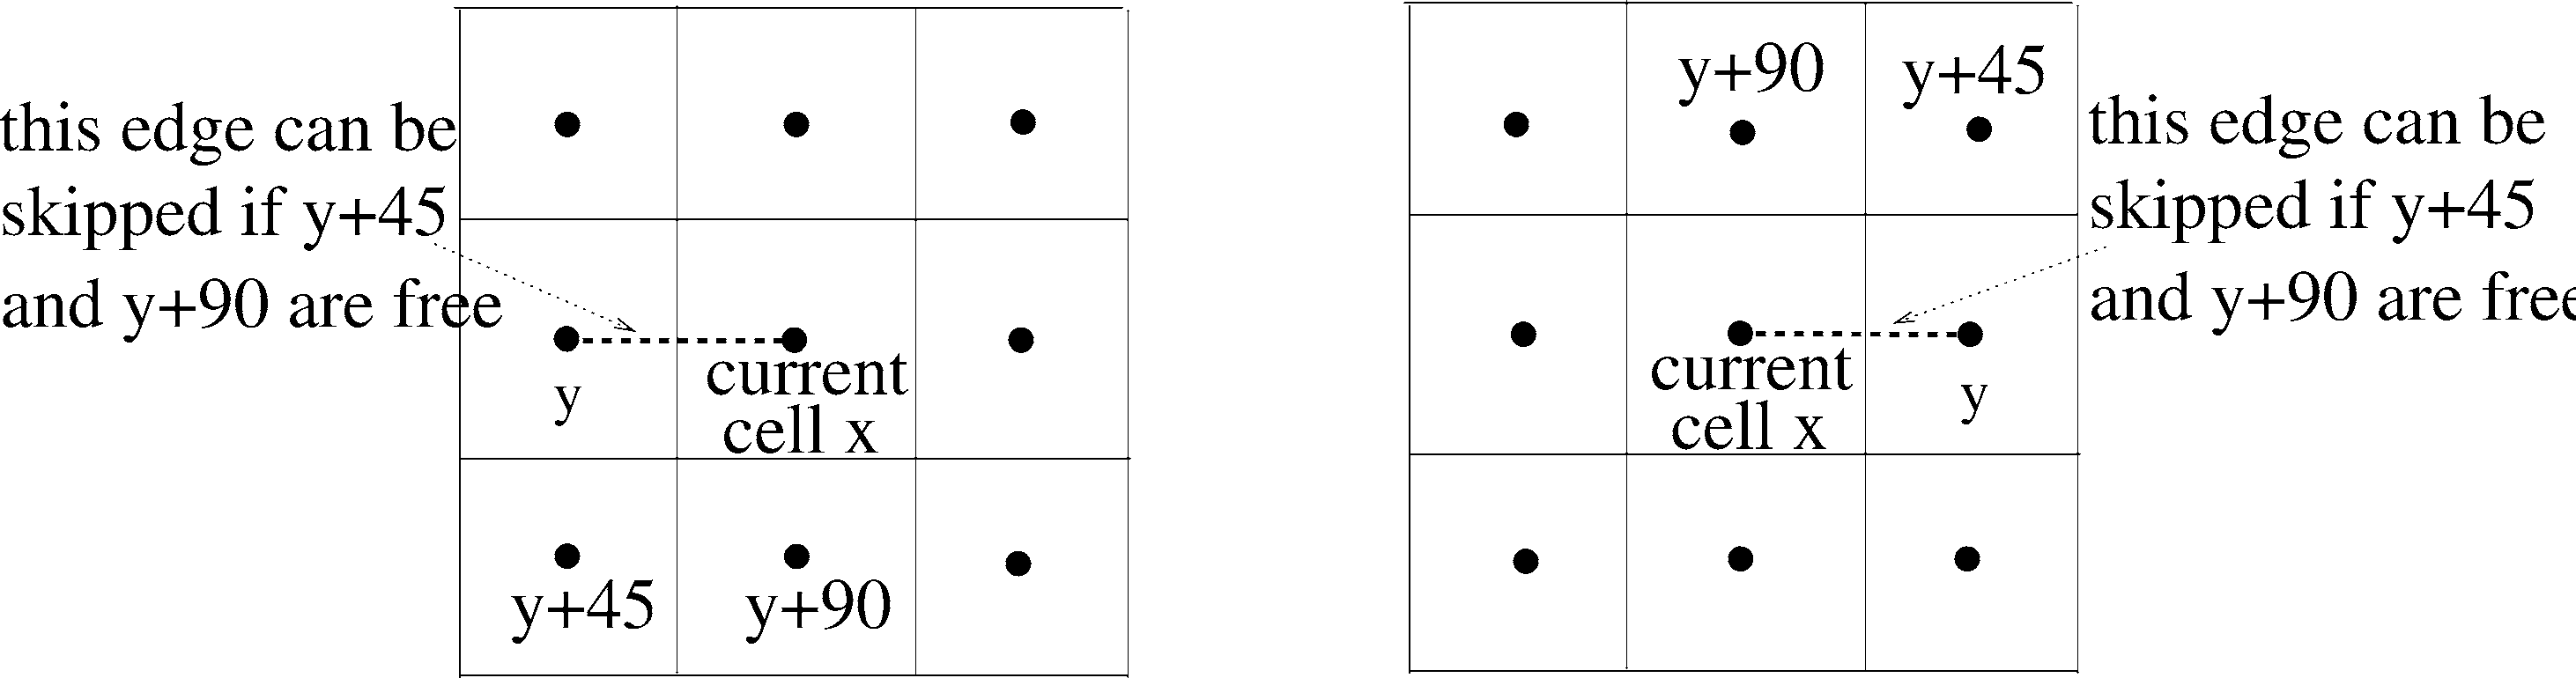 this edge can be
skipped if y+45
and y+90 are free
y
current
cell x
y+45
y+90
y+90
y+45
this edge can be
skipped if y+45
and y+90 are free
current
cell x
y